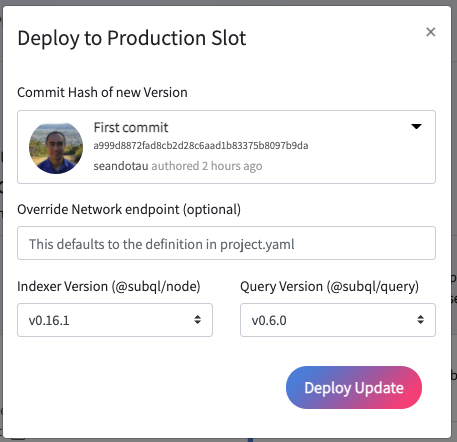 Deploy to Production Slot
×
Commit Hash of new Version
First commit
a999d8872fad8cb2d28c6aad1b83375b8097b9da
seandotau authored 2 hours ago
Override Network endpoint (optional)
This defaults to the definition in project.yaml
Indexer Version (@subql/node)
Query Version (@subql/query)
v0.16.1
v0.6.0
Deploy Update